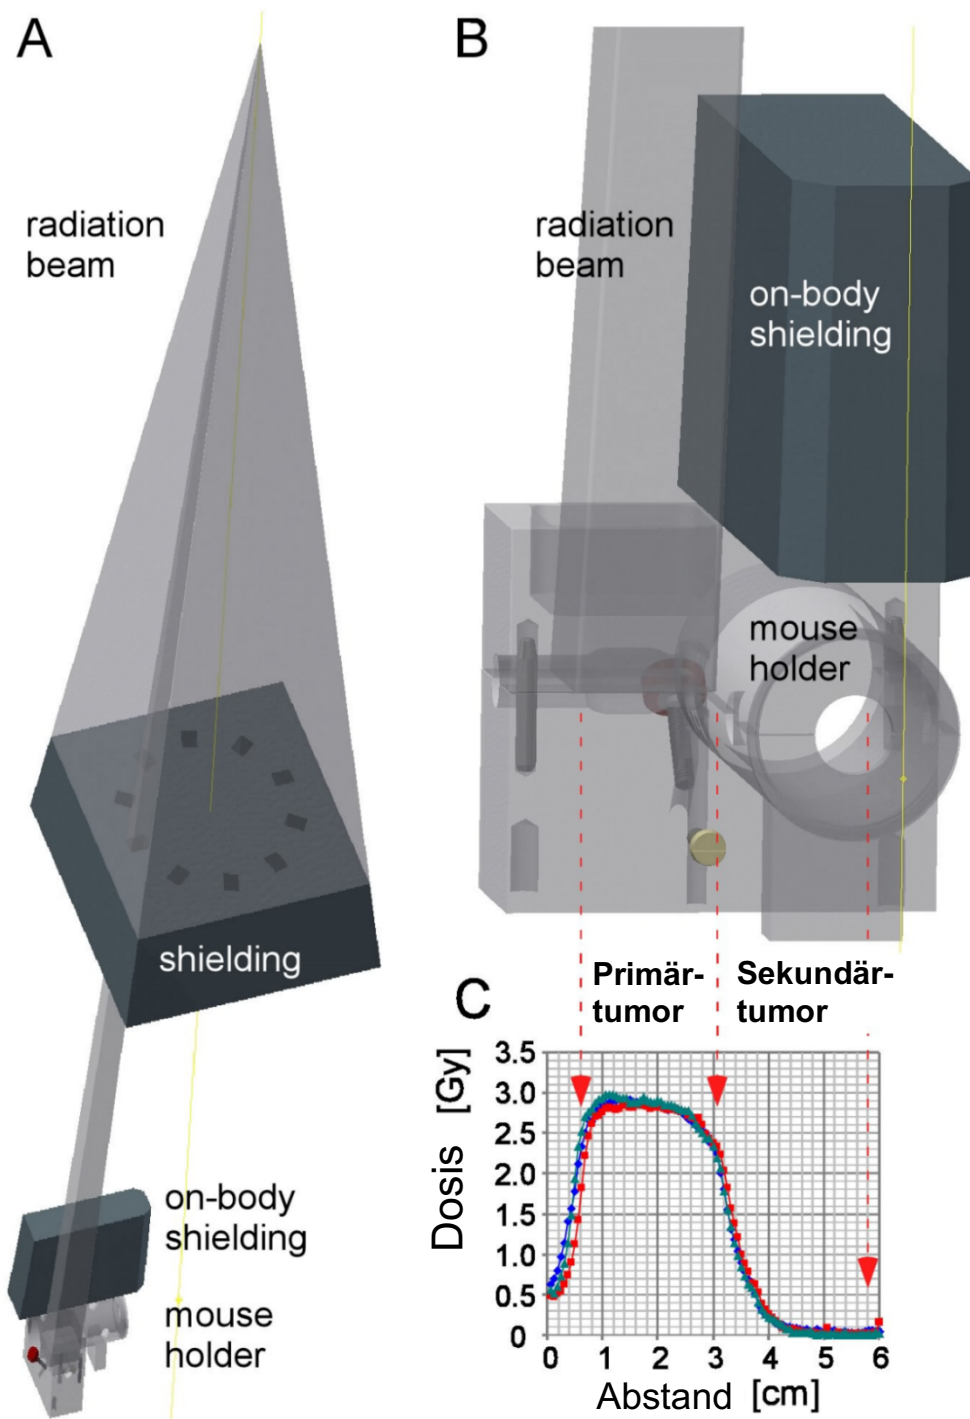 A
radiation
beam
shielding
on-body
shielding
mouse
holder
B
radiation
beam
on-body
shielding
mouse
holder
Primär-
tumor
Sekundär-
tumor
C
Dosis [Gy]
3.5
3.0
2.5
2.0
1.5
1.0
0.5
0
0 1 2 3 4 5 6
Abstand [cm]